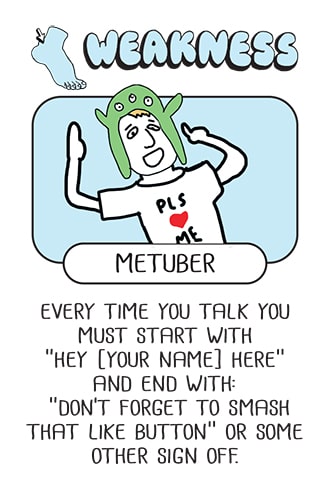 WEAKNESS
PLS
ME
METUBER
EVERY TIME YOU TALK YOU
MUST START WITH
"HEY [YOUR NAME] HERE"
AND END WITH:
"DON'T FORGET TO SMASH
THAT LIKE BUTTON" OR SOME
OTHER SIGN OFF.